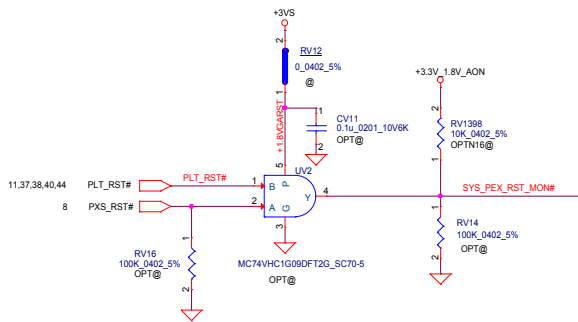 +3VS
2
RV12
0_0402_5%
@
1
+1.8VGARST
CV11
0.1u_0201_10V6K
OPT@
1
2
+3.3V_1.8V_AON
2
RV1398
10K_0402_5%
OPTN16@
1
UV2
5
11,37,38,40,44 PLT_RST# PLT_RST# 1 B P
Y 4 SYS_PEX_RST_MON#
8 PXS_RST# 2 A G
3
1
RV16
100K_0402_5%
OPT@
2
MC74VHC1G09DFT2G_SC70-5
OPT@
1
RV14
100K_0402_5%
OPT@
2